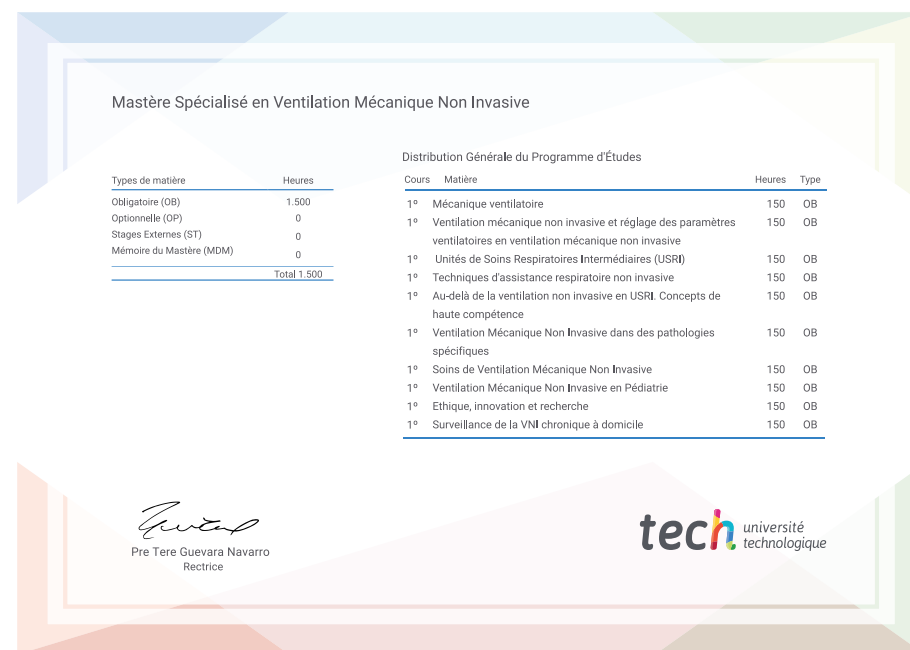 Mastère Spécialisé en Ventilation Mécanique Non Invasive
Types de matière Heures
Obligatoire (OB) 1.500
Optionnelle (OP) 0
Stages Externes (ST) 0
Mémoire du Mastère (MDM) 0
Total 1.500
Distribution Générale du Programme d'Études
Cours Matière Heures Type
1º Mécanique ventilatoire 150 OB
1º Ventilation mécanique non invasive et réglage des paramètres 150 OB
ventilatoires en ventilation mécanique non invasive
1º Unités de Soins Respiratoires Intermédiaires (USRI) 150 OB
1º Techniques d'assistance respiratoire non invasive 150 OB
1º Au-delà de la ventilation non invasive en USRI. Concepts de 150 OB
haute compétence
1º Ventilation Mécanique Non Invasive dans des pathologies 150 OB
spécifiques
1º Soins de Ventilation Mécanique Non Invasive 150 OB
1º Ventilation Mécanique Non Invasive en Pédiatrie 150 OB
1º Ethique, innovation et recherche 150 OB
1º Surveillance de la VNI chronique à domicile 150 OB
Pre Tere Guevara Navarro
Rectrice
tech université
technologique